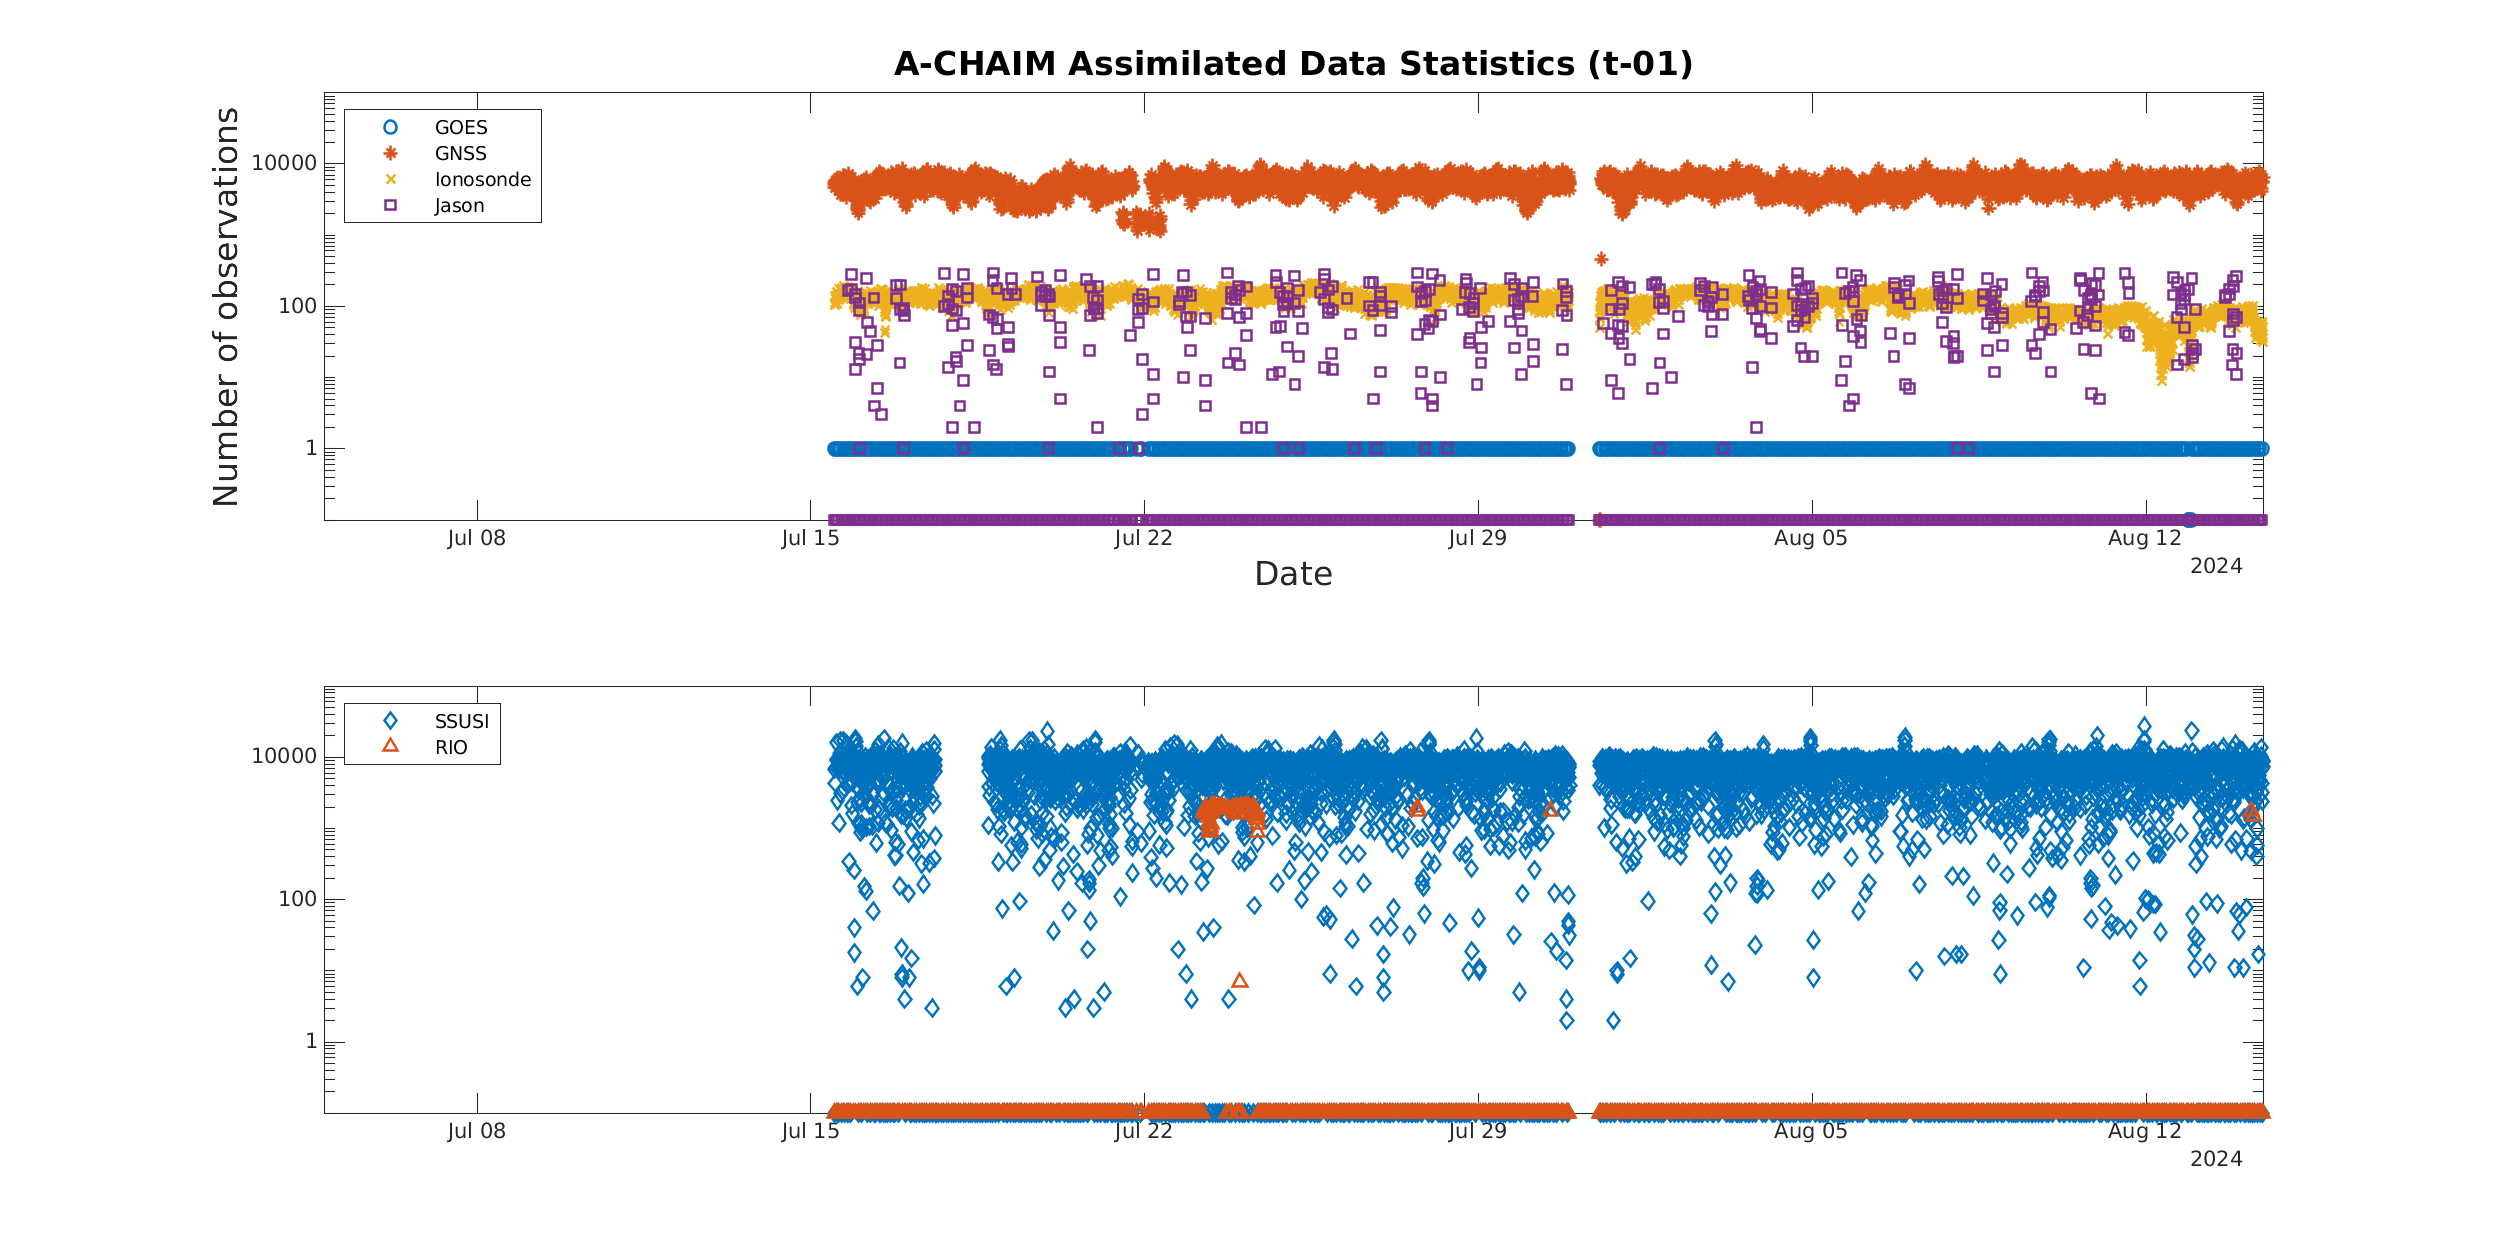 A-CHAIM Assimilated Data Statistics (t-01)
Number of observations
10000
100
1
GOES
GNSS
Ionosonde
Jason
Jul 08
Jul 15
Jul 22
Jul 29
Aug 05
Aug 12
2024
Date
10000
100
1
SSUSI
RIO
Jul 08
Jul 15
Jul 22
Jul 29
Aug 05
Aug 12
2024